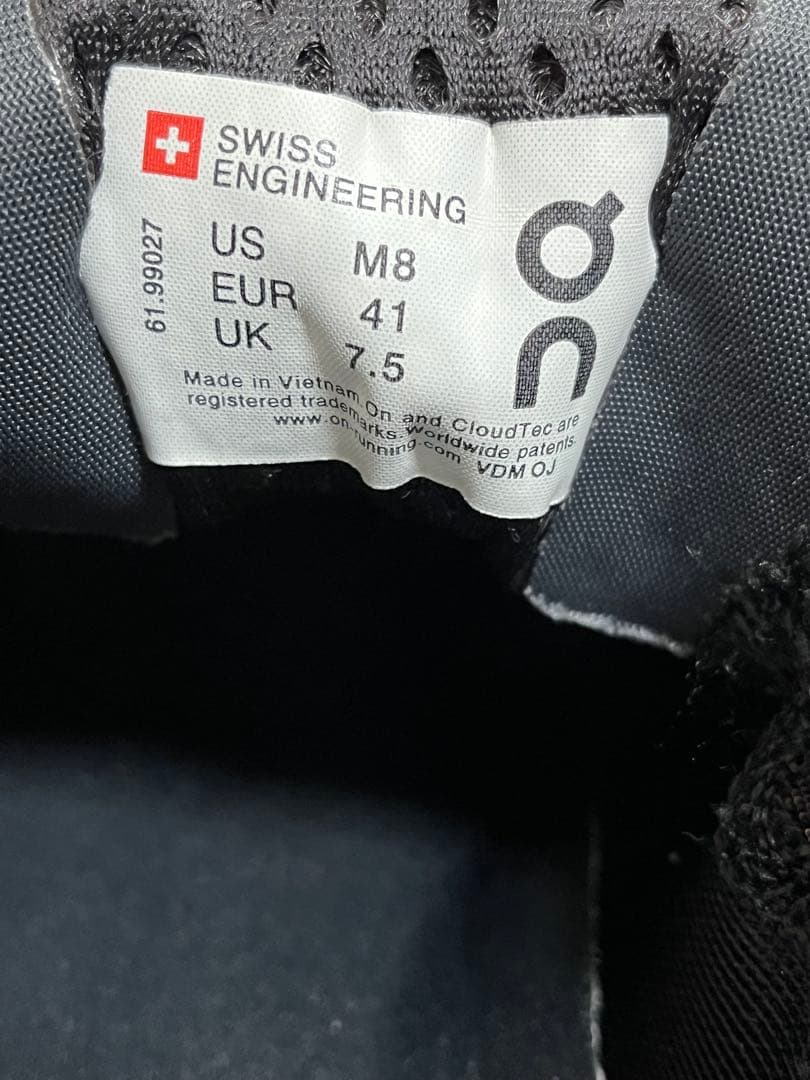 SWISS
ENGINEERING
US M8
EUR 41
UK 7.5
61.99027
Made in Vietnam. On and CloudTec are
registered trademarks. Worldwide patents.
www.on-running.com VDM OJ
On